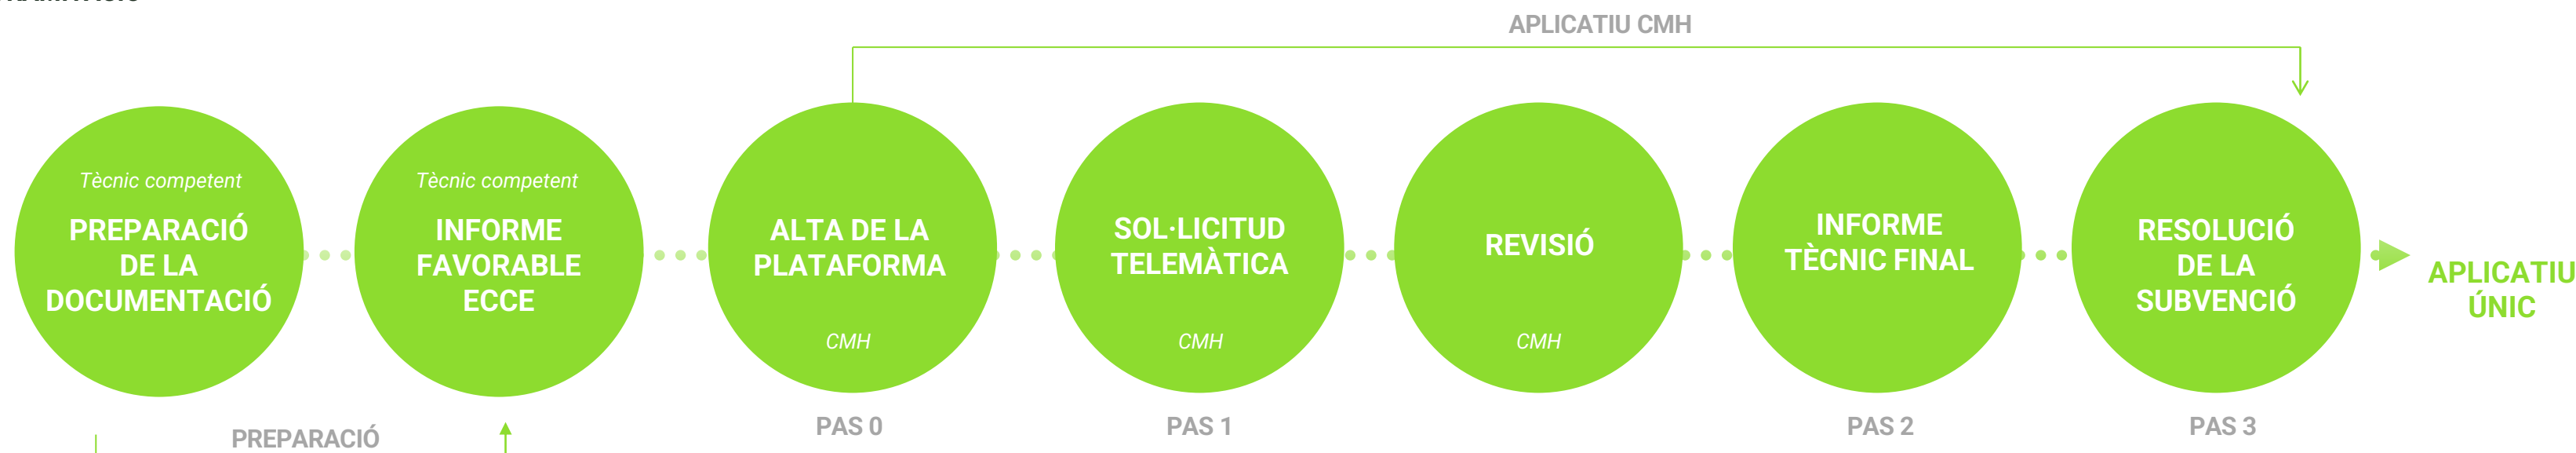 APLICATIU CMH
Tècnic competent
PREPARACIÓ
DE LA
DOCUMENTACIÓ
Tècnic competent
INFORME
FAVORABLE
ECCE
ALTA DE LA
PLATAFORMA
CMH
SOL·LICITUD
TELEMÀTICA
CMH
REVISIÓ
CMH
INFORME
TÈCNIC FINAL
RESOLUCIÓ
DE LA
SUBVENCIÓ
APLICATIU
ÚNIC
PREPARACIÓ
PAS 0
PAS 1
PAS 2
PAS 3